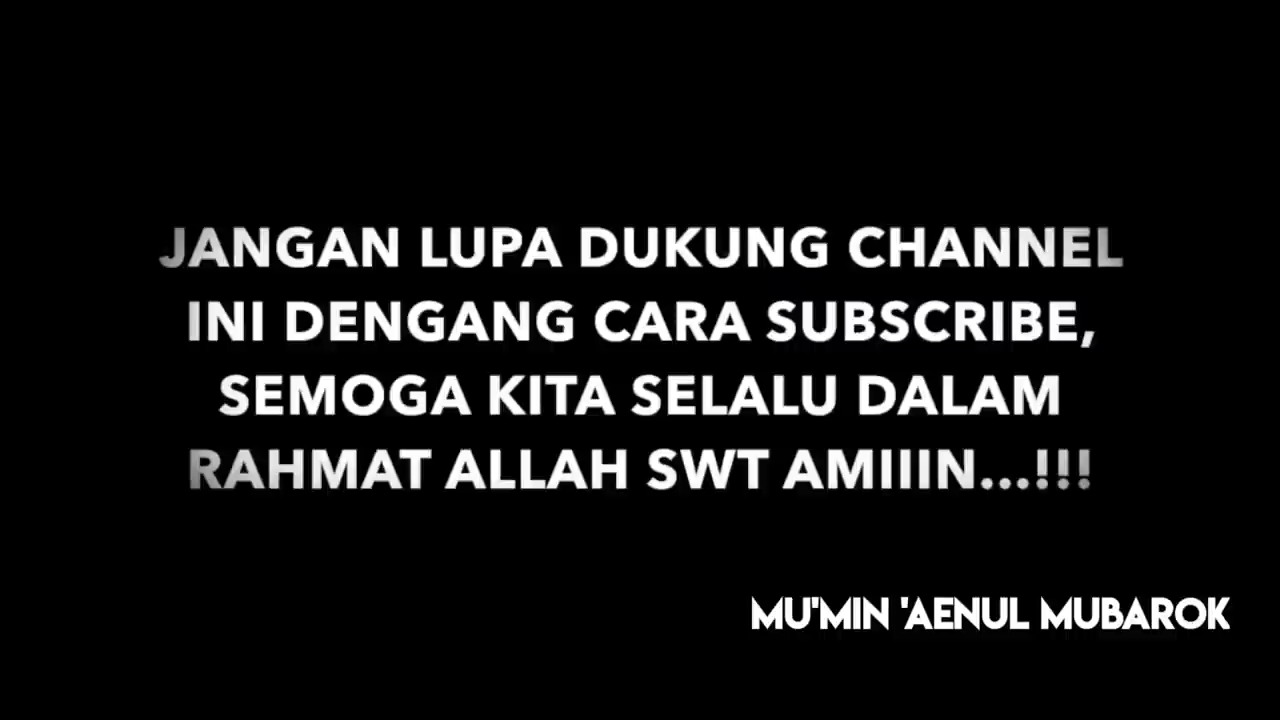 JANGAN LUPA DUKUNG CHANNEL
INI DENGANG CARA SUBSCRIBE,
SEMOGA KITA SELALU DALAM
RAHMAT ALLAH SWT AMIIIN...!!!
MU'MIN 'AENUL MUBAROK